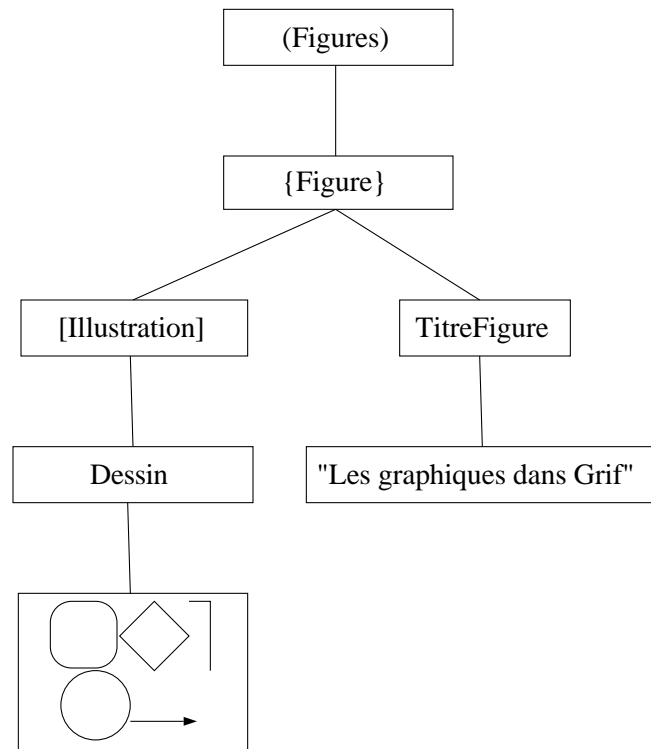 (Figures)
{Figure}
[Illustration]
TitreFigure
Dessin
"Les graphiques dans Grif"